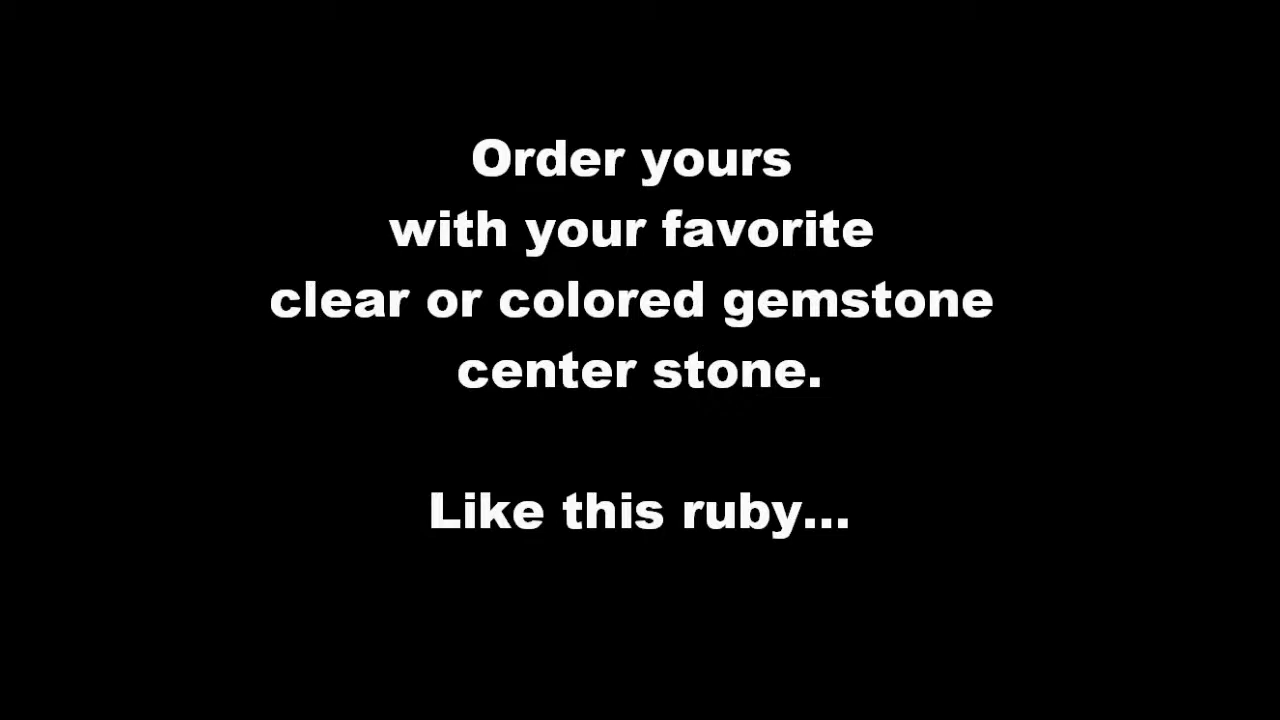 Order yours
with your favorite
clear or colored gemstone
center stone.
Like this ruby...